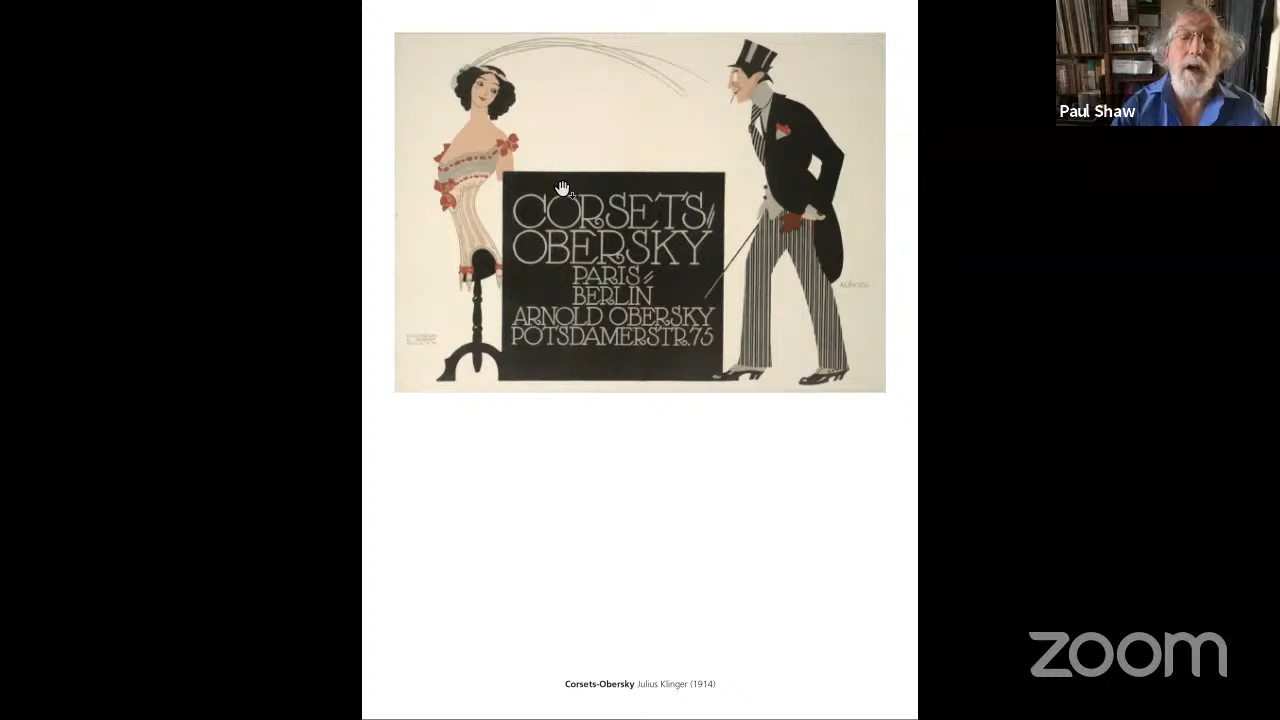 CORSETS
OBERSKY
PARIS
BERLIN
ARNOLD OBERSKY
POTSDAMERSTR.75
Corsets-Obersky Julius Klinger (1914)
Paul Shaw
zoom